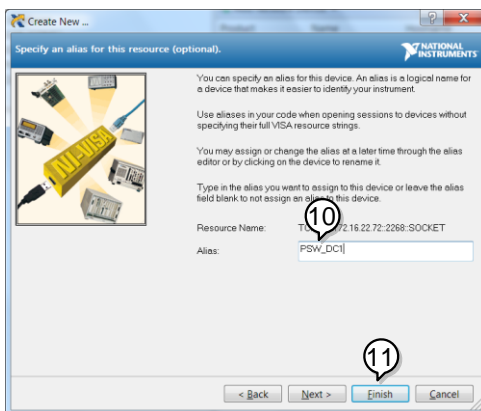 Create New ...
Specify an alias for this resource (optional).
NATIONAL
INSTRUMENTS
You can specify an alias for this device. An alias is a logical name for
a device that makes it easier to identify your instrument.
Use aliases in your code when opening sessions to devices without
specifying their full VISA resource strings.
You may assign or change the alias at a later time through the alias
editor or by clicking on the device to rename it.
Type in the alias you want to assign to this device or leave the alias
field blank to not assign an alias to this device.
NI-VISA
10
Resource Name: 72.16.22.72::2268::SOCKET
Alias: PSW_DC1
11
< Back Next > Finish Cancel